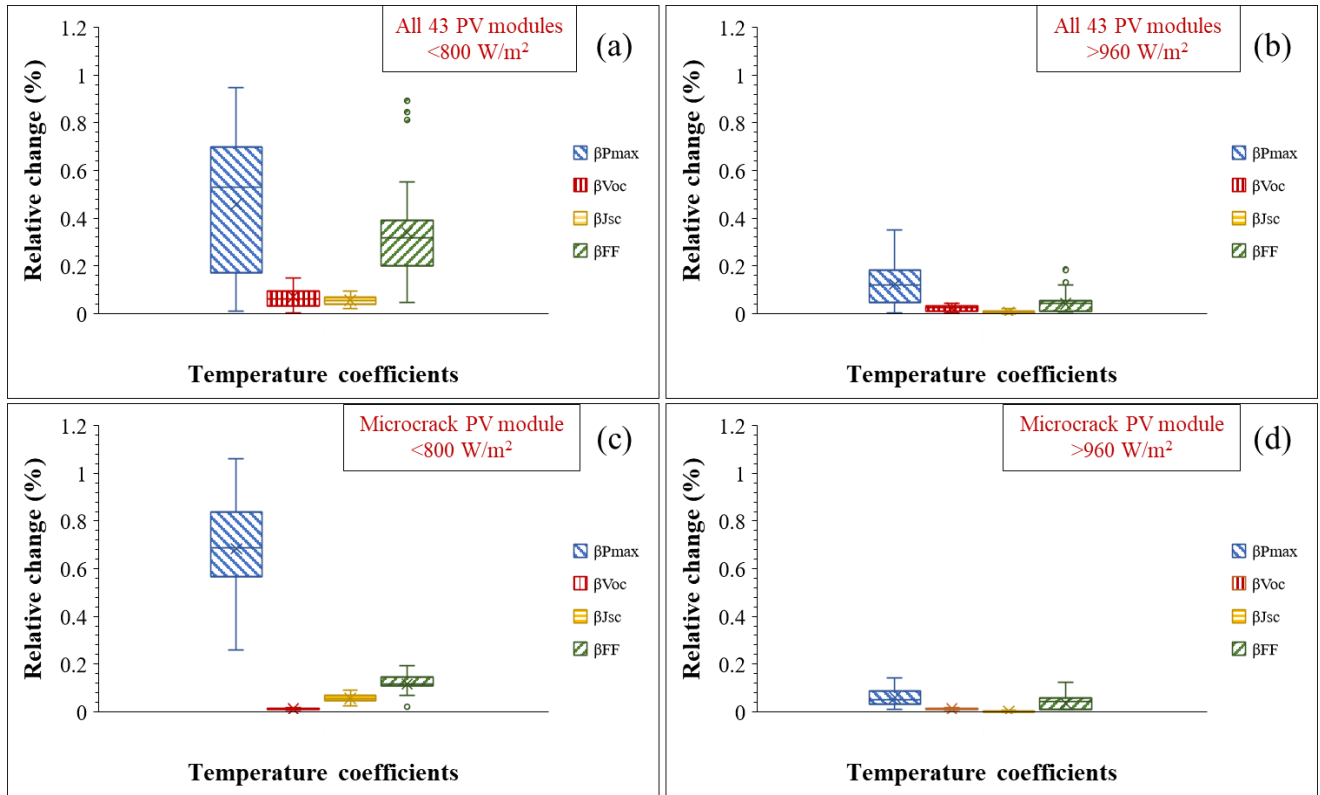 All 43 PV modules
<800 W/m²
(a)
Relative change (%)
1.2
1
0.8
0.6
0.4
0.2
0
βPmax
βVoc
βJsc
βFF
Temperature coefficients
All 43 PV modules
>960 W/m²
(b)
Relative change (%)
1.2
1
0.8
0.6
0.4
0.2
0
βPmax
βVoc
βJsc
βFF
Temperature coefficients
Microcrack PV module
<800 W/m²
(c)
Relative change (%)
1.2
1
0.8
0.6
0.4
0.2
0
βPmax
βVoc
βJsc
βFF
Temperature coefficients
Microcrack PV module
>960 W/m²
(d)
Relative change (%)
1.2
1
0.8
0.6
0.4
0.2
0
βPmax
βVoc
βJsc
βFF
Temperature coefficients